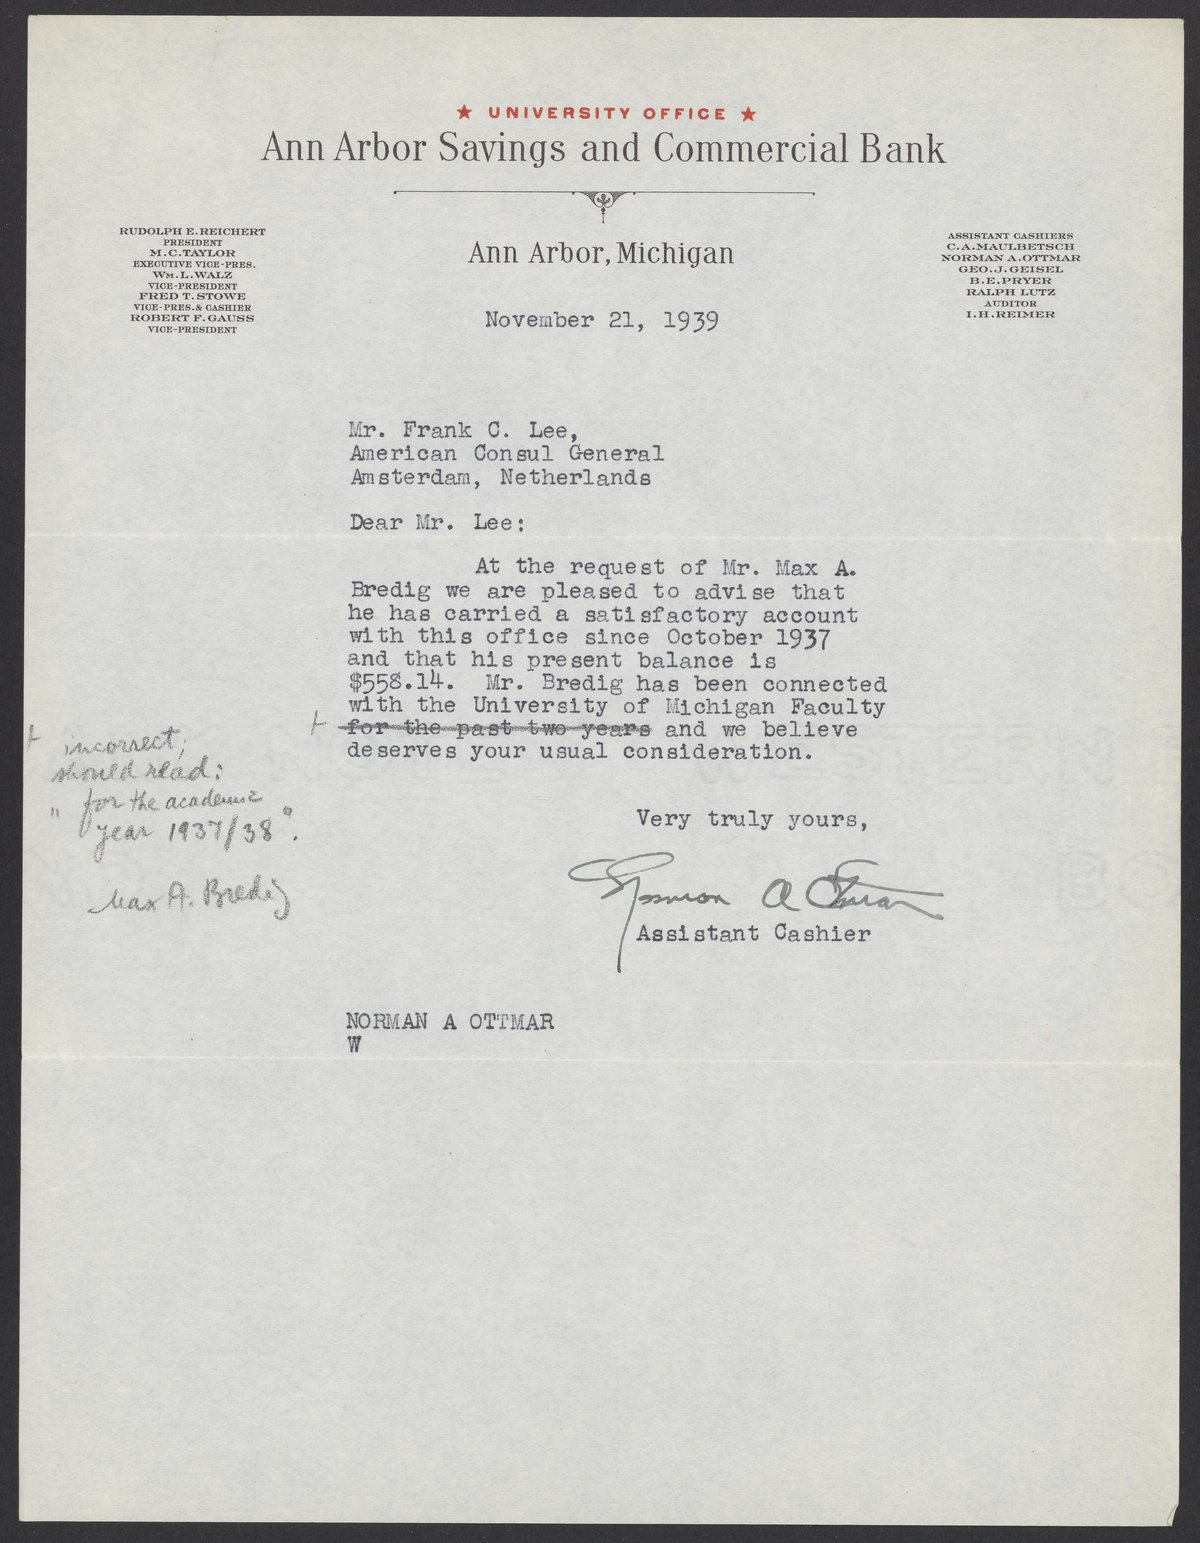 ★ UNIVERSITY OFFICE ★
Ann Arbor Savings and Commercial Bank
RUDOLPH E. REICHERT
PRESIDENT
M. C. TAYLOR
EXECUTIVE VICE-PRES.
WM. L. WALZ
VICE-PRESIDENT
FRED T. STOWE
VICE-PRES. & CASHIER
ROBERT F. GAUSS
VICE-PRESIDENT
Ann Arbor, Michigan
ASSISTANT CASHIERS
C. A. MAULBETSCH
NORMAN A. OTTMAR
GEO. J. GEISEL
B. E. PRYER
RALPH LUTZ
AUDITOR
I. H. REIMER
November 21, 1939
Mr. Frank C. Lee,
American Consul General
Amsterdam, Netherlands
Dear Mr. Lee:
At the request of Mr. Max A.
Bredig we are pleased to advise that
he has carried a satisfactory account
with this office since October 1937
and that his present balance is
$558.14. Mr. Bredig has been connected
with the University of Michigan Faculty
+ for the past two years and we believe
deserves your usual consideration.
+ incorrect;
should read:
"for the academic
year 1937/38".
Max A. Bredig
Very truly yours,
Norman A Ottmar
Assistant Cashier
NORMAN A OTTMAR
W